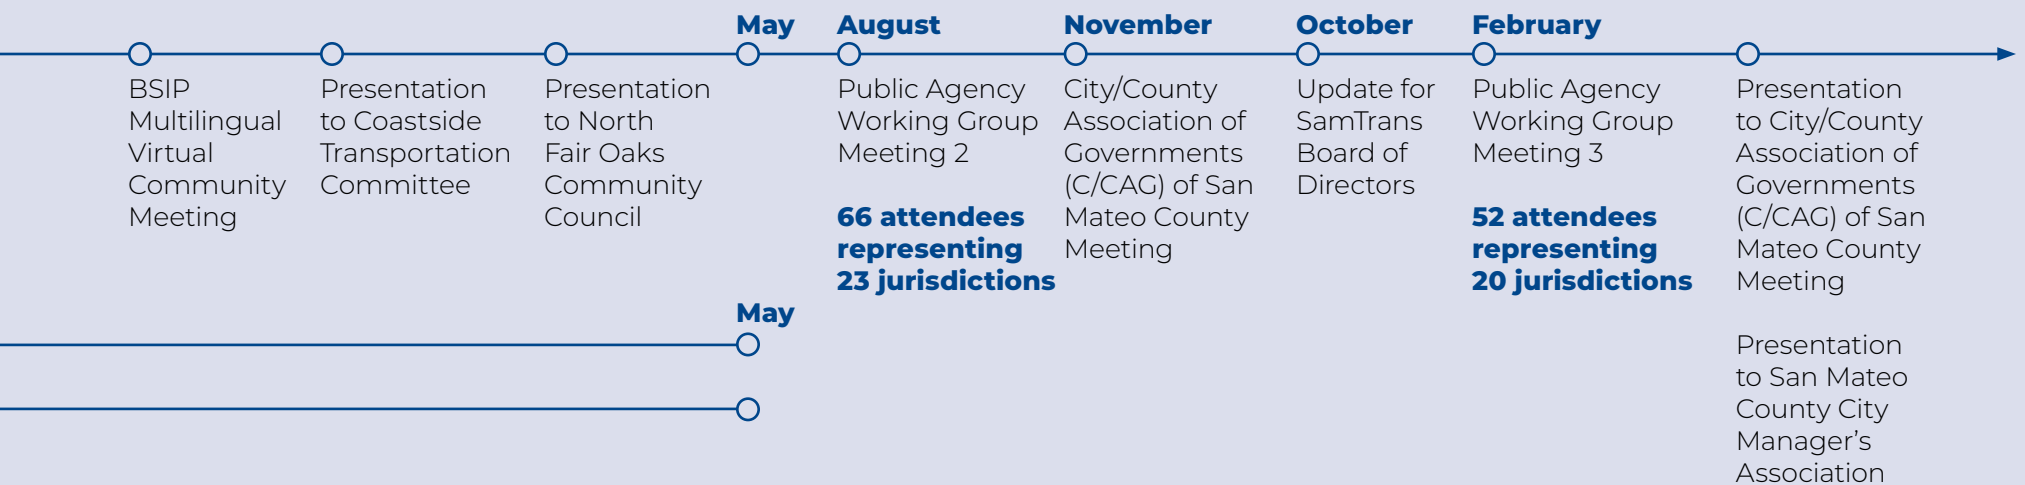 May
August
November
October
February
BSIP
Multilingual
Virtual
Community
Meeting
Presentation
to Coastside
Transportation
Committee
Presentation
to North
Fair Oaks
Community
Council
Public Agency
Working Group
Meeting 2
66 attendees
representing
23 jurisdictions
City/County
Association of
Governments
(C/CAG) of San
Mateo County
Meeting
Update for
SamTrans
Board of
Directors
Public Agency
Working Group
Meeting 3
52 attendees
representing
20 jurisdictions
Presentation
to City/County
Association of
Governments
(C/CAG) of San
Mateo County
Meeting
Presentation
to San Mateo
County City
Manager’s
Association
May